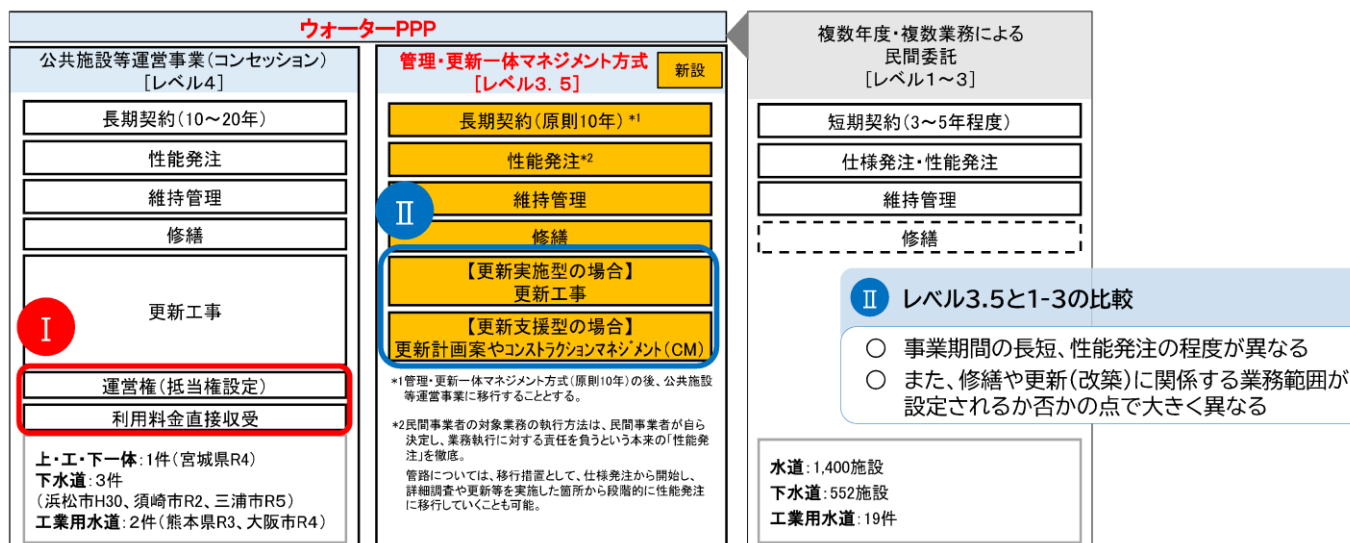 ウォーターPPP
公共施設等運営事業(コンセッション)
[レベル4]
長期契約(10～20年)
性能発注
維持管理
修繕
更新工事
Ⅰ
運営権(抵当権設定)
利用料金直接収受
上・工・下一体:1件(宮城県R4)
下水道:3件
(浜松市H30、須崎市R2、三浦市R5)
工業用水道:2件(熊本県R3、大阪市R4)
管理・更新一体マネジメント方式
[レベル3.5]
新設
長期契約(原則10年) *1
性能発注*2
維持管理
Ⅱ
修繕
【更新実施型の場合】
更新工事
【更新支援型の場合】
更新計画案やコンストラクションマネジメント(CM)
*1管理・更新一体マネジメント方式(原則10年)の後、公共施設
等運営事業に移行することとする。
*2民間事業者の対象業務の執行方法は、民間事業者が自ら
決定し、業務執行に対する責任を負うという本来の「性能発
注」を徹底。
管路については、移行措置として、仕様発注から開始し、
詳細調査や更新等を実施した箇所から段階的に性能発注
に移行していくことも可能。
複数年度・複数業務による
民間委託
[レベル1～3]
短期契約(3～5年程度)
仕様発注・性能発注
維持管理
修繕
水道:1,400施設
下水道:552施設
工業用水道:19件
Ⅱ レベル3.5と1-3の比較
○ 事業期間の長短、性能発注の程度が異なる
○ また、修繕や更新(改築)に関係する業務範囲が
設定されるか否かの点で大きく異なる